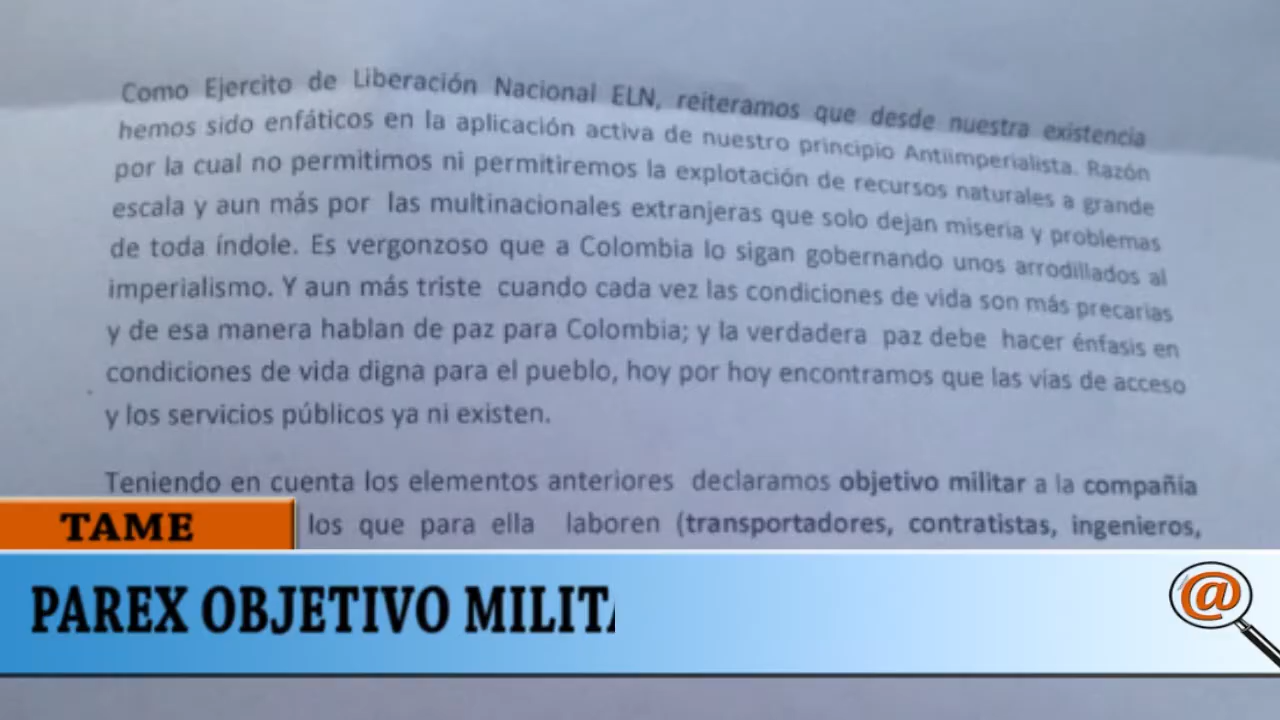 Como Ejercito de Liberación Nacional ELN, reiteramos que desde nuestra existencia
hemos sido enfáticos en la aplicación activa de nuestro principio Antiimperialista. Razón
por la cual no permitimos ni permitiremos la explotación de recursos naturales a grande
escala y aun más por las multinacionales extranjeras que solo dejan miseria y problemas
de toda índole. Es vergonzoso que a Colombia lo sigan gobernando unos arrodillados al
imperialismo. Y aun más triste cuando cada vez las condiciones de vida son más precarias
y de esa manera hablan de paz para Colombia; y la verdadera paz debe hacer énfasis en
condiciones de vida digna para el pueblo, hoy por hoy encontramos que las vías de acceso
y los servicios públicos ya ni existen.
Teniendo en cuenta los elementos anteriores declaramos objetivo militar a la compañía
los que para ella laboren (transportadores, contratistas, ingenieros,
TAME
PAREX OBJETIVO MILIT
@